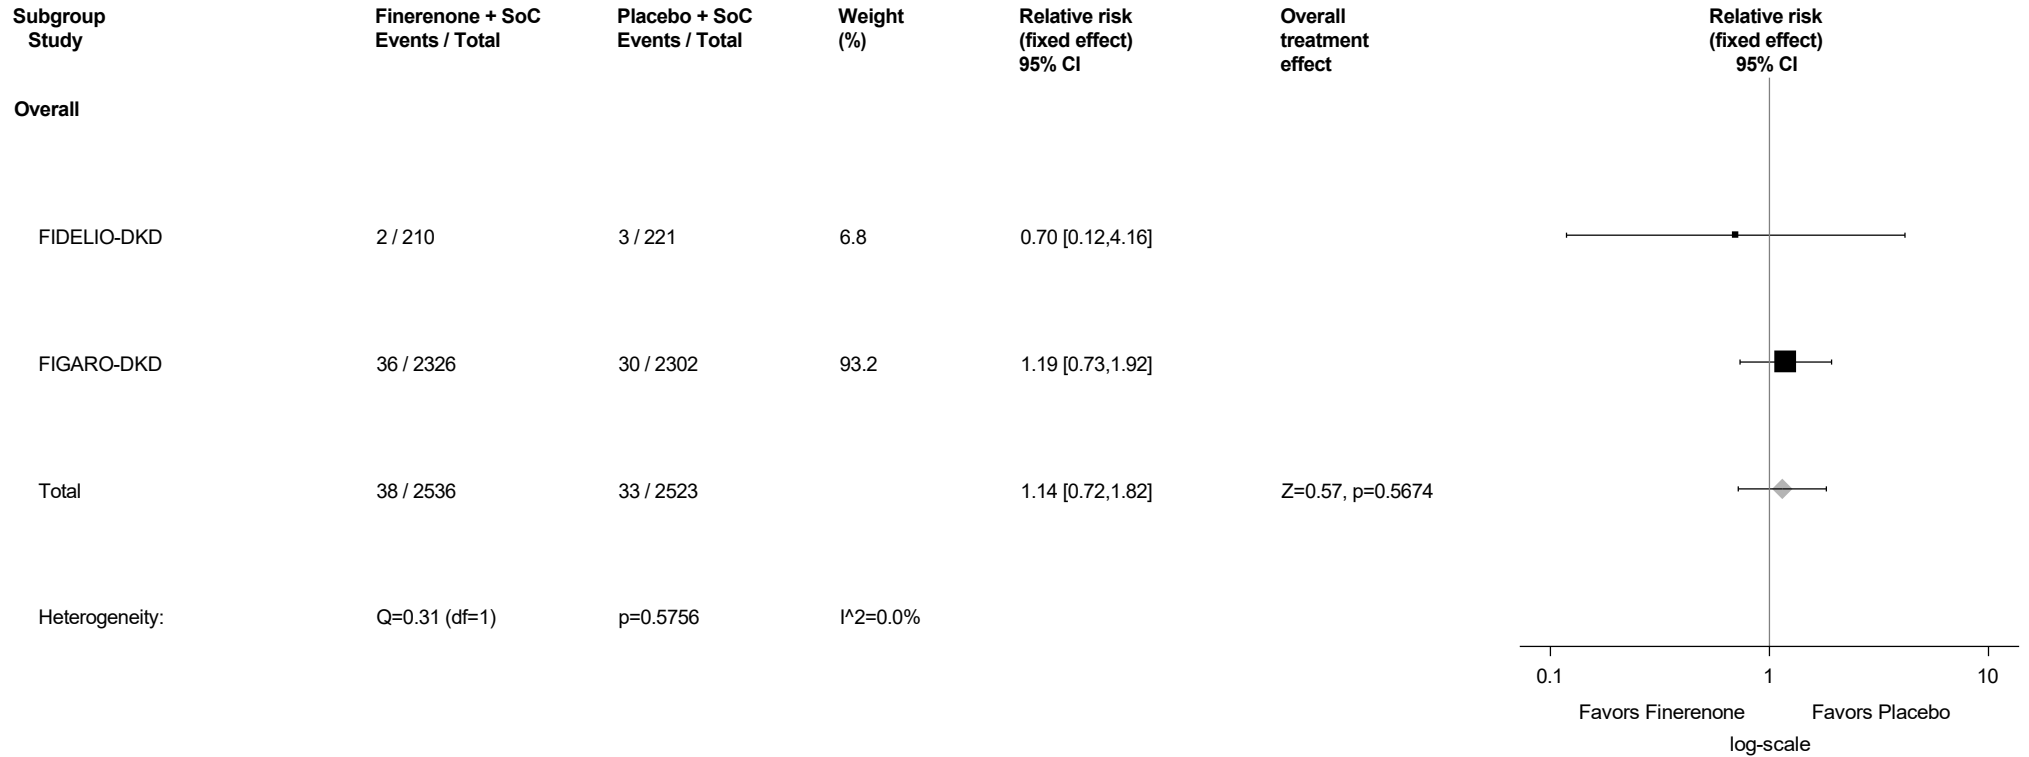 Subgroup Finerenone + SoC Placebo + SoC Weight Relative risk Overall Relative risk
Study Events / Total Events / Total (%) (fixed effect) treatment (fixed effect)
95% CI effect 95% CI
Overall
FIDELIO-DKD 2 / 210 3 / 221 6.8 0.70 [0.12,4.16]
FIGARO-DKD 36 / 2326 30 / 2302 93.2 1.19 [0.73,1.92]
Total 38 / 2536 33 / 2523 1.14 [0.72,1.82] Z=0.57, p=0.5674
Heterogeneity: Q=0.31 (df=1) p=0.5756 I^2=0.0%
0.1 1 10
Favors Finerenone Favors Placebo
log-scale